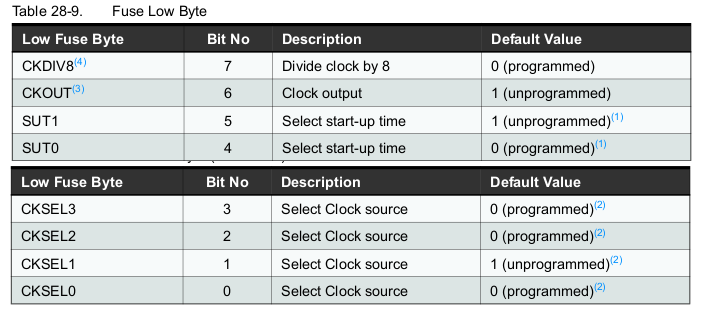 Table 28-9. Fuse Low Byte
Low Fuse Byte Bit No Description Default Value
CKDIV8(4) 7 Divide clock by 8 0 (programmed)
CKOUT(3) 6 Clock output 1 (unprogrammed)
SUT1 5 Select start-up time 1 (unprogrammed)(1)
SUT0 4 Select start-up time 0 (programmed)(1)
Low Fuse Byte Bit No Description Default Value
CKSEL3 3 Select Clock source 0 (programmed)(2)
CKSEL2 2 Select Clock source 0 (programmed)(2)
CKSEL1 1 Select Clock source 1 (unprogrammed)(2)
CKSEL0 0 Select Clock source 0 (programmed)(2)